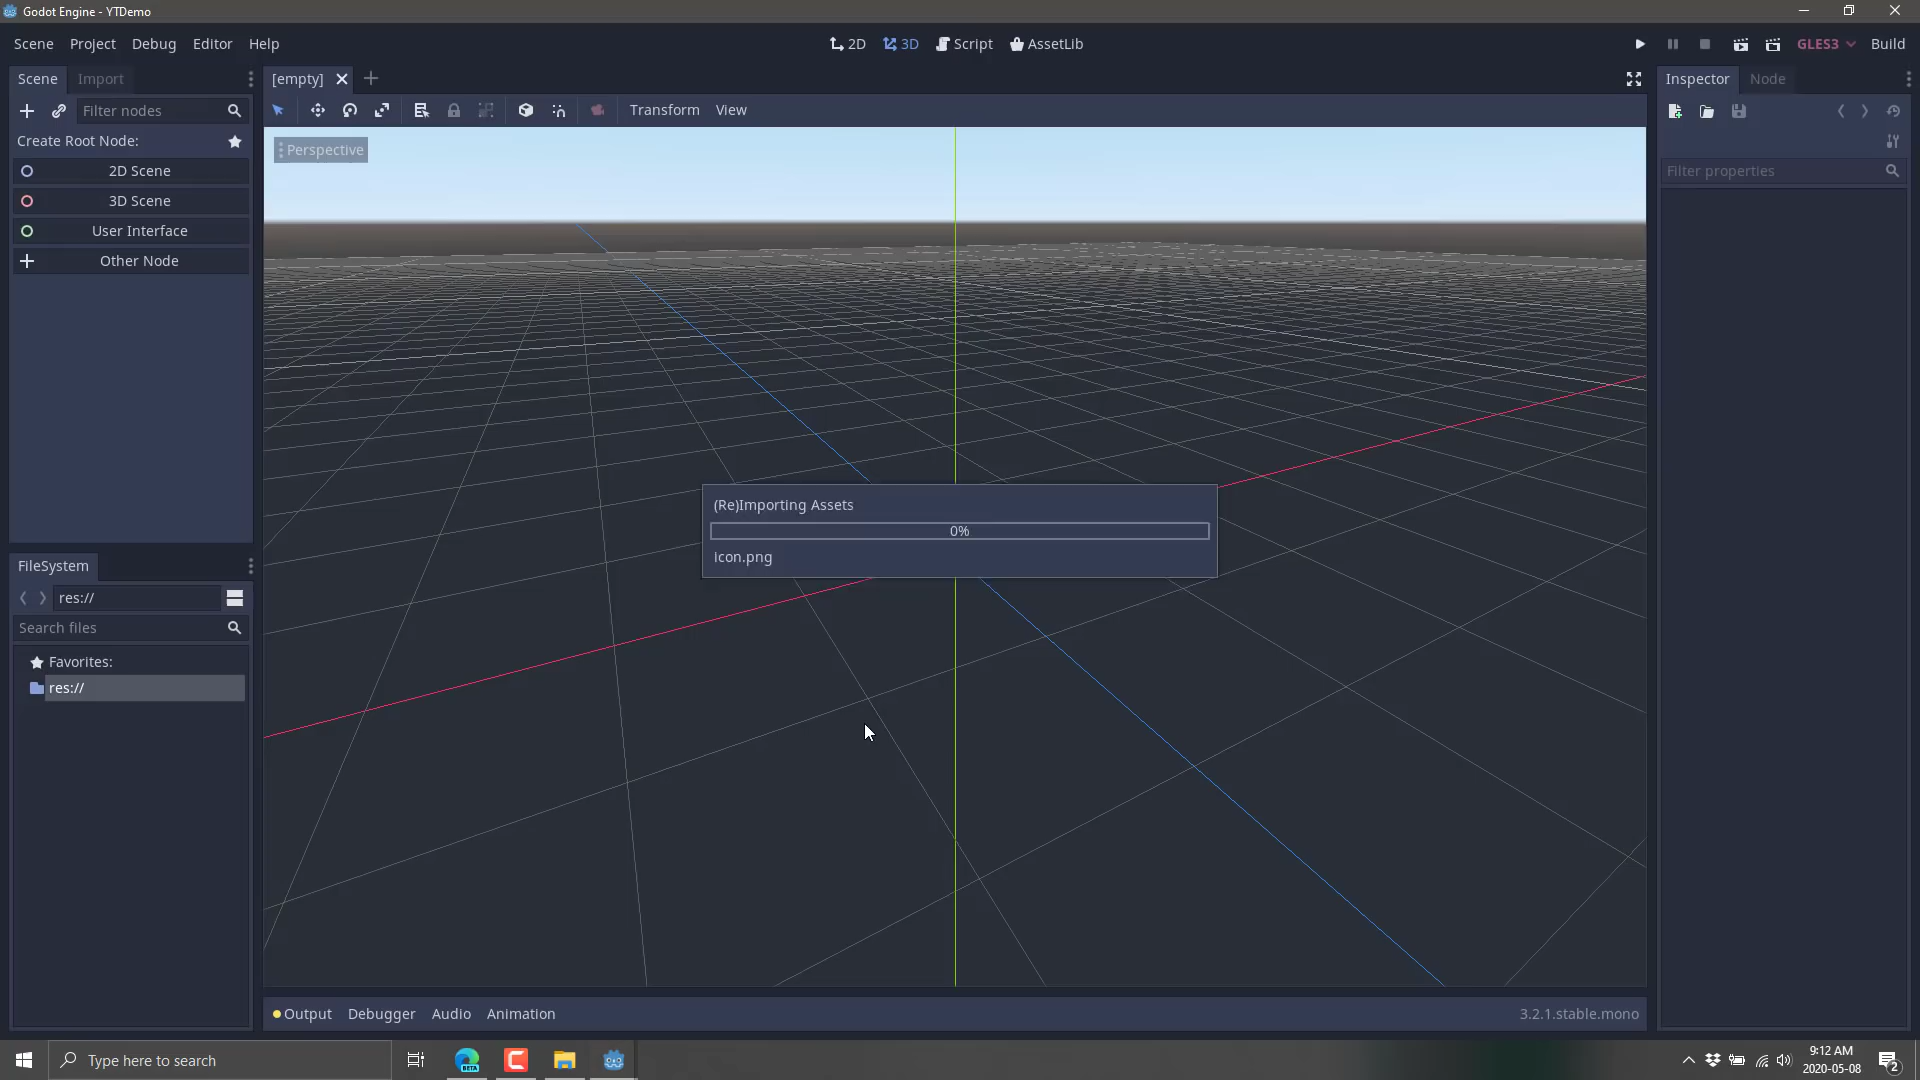 Godot Engine - YTDemo
Scene Project Debug Editor Help
2D 3D Script AssetLib
GLES3 Build
Scene Import
Filter nodes
Create Root Node:
2D Scene
3D Scene
User Interface
Other Node
FileSystem
res://
Search files
Favorites:
res://
[empty]
Transform View
Perspective
(Re)Importing Assets
0%
icon.png
Output Debugger Audio Animation
3.2.1.stable.mono
Inspector Node
Filter properties
Type here to search
BETA
9:12 AM
2020-05-08
2